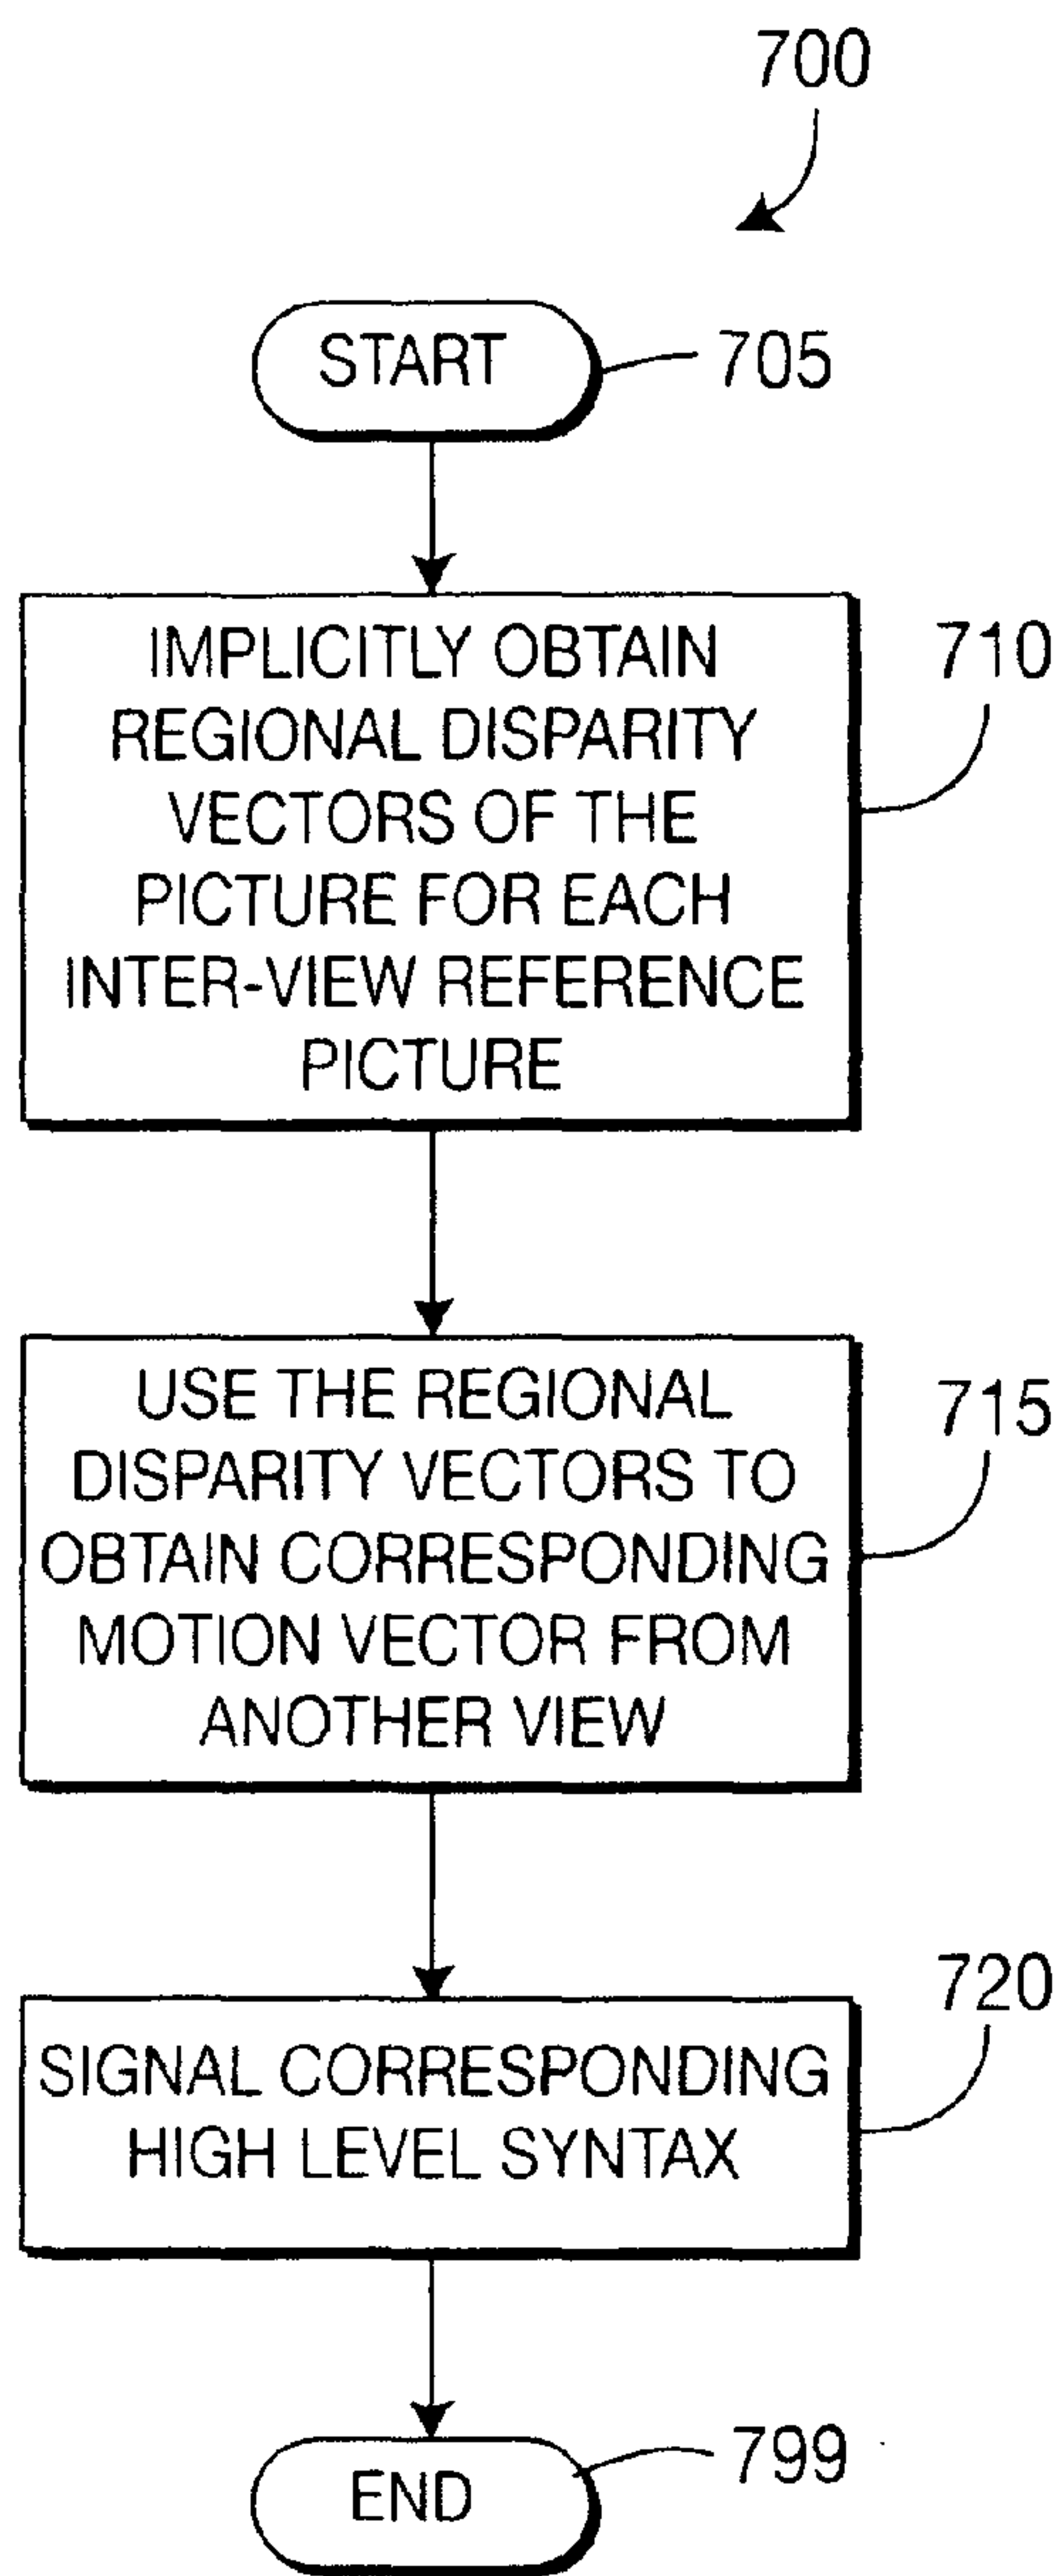 700
START
705
IMPLICITLY OBTAIN
REGIONAL DISPARITY
VECTORS OF THE
PICTURE FOR EACH
INTER-VIEW REFERENCE
PICTURE
710
USE THE REGIONAL
DISPARITY VECTORS TO
OBTAIN CORRESPONDING
MOTION VECTOR FROM
ANOTHER VIEW
715
SIGNAL CORRESPONDING
HIGH LEVEL SYNTAX
720
END
799